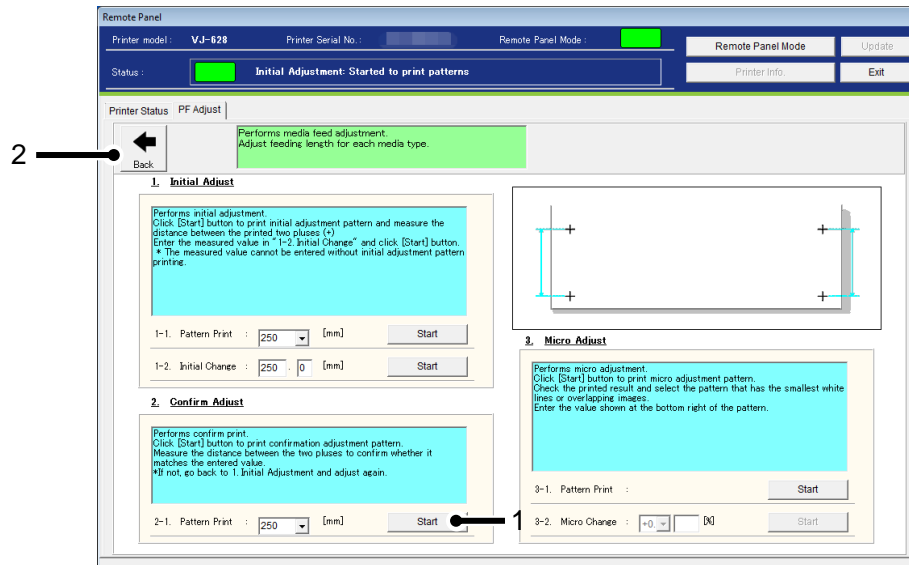 Remote Panel
Printer model : VJ-628 Printer Serial No. : Remote Panel Mode :
Remote Panel Mode Update
Status : Initial Adjustment: Started to print patterns
Printer Info. Exit
Printer Status PF Adjust
2
Back
Performs media feed adjustment.
Adjust feeding length for each media type.
1. Initial Adjust
Performs initial adjustment.
Click [Start] button to print initial adjustment pattern and measure the
distance between the printed two pluses (+)
Enter the measured value in "1-2. Initial Change" and click [Start] button.
* The measured value cannot be entered without initial adjustment pattern
printing.
1-1. Pattern Print : 250 [mm] Start
1-2. Initial Change : 250 . 0 [mm] Start
2. Confirm Adjust
Performs confirm print.
Click [Start] button to print confirmation adjustment pattern.
Measure the distance between the two pluses to confirm whether it
matches the entered value.
*If not, go back to 1. Initial Adjustment and adjust again.
2-1. Pattern Print : 250 [mm] Start
1
3. Micro Adjust
Performs micro adjustment.
Click [Start] button to print micro adjustment pattern.
Check the printed result and select the pattern that has the smallest white
lines or overlapping images.
Enter the value shown at the bottom right of the pattern.
3-1. Pattern Print : Start
3-2. Micro Change : +0. [%] Start